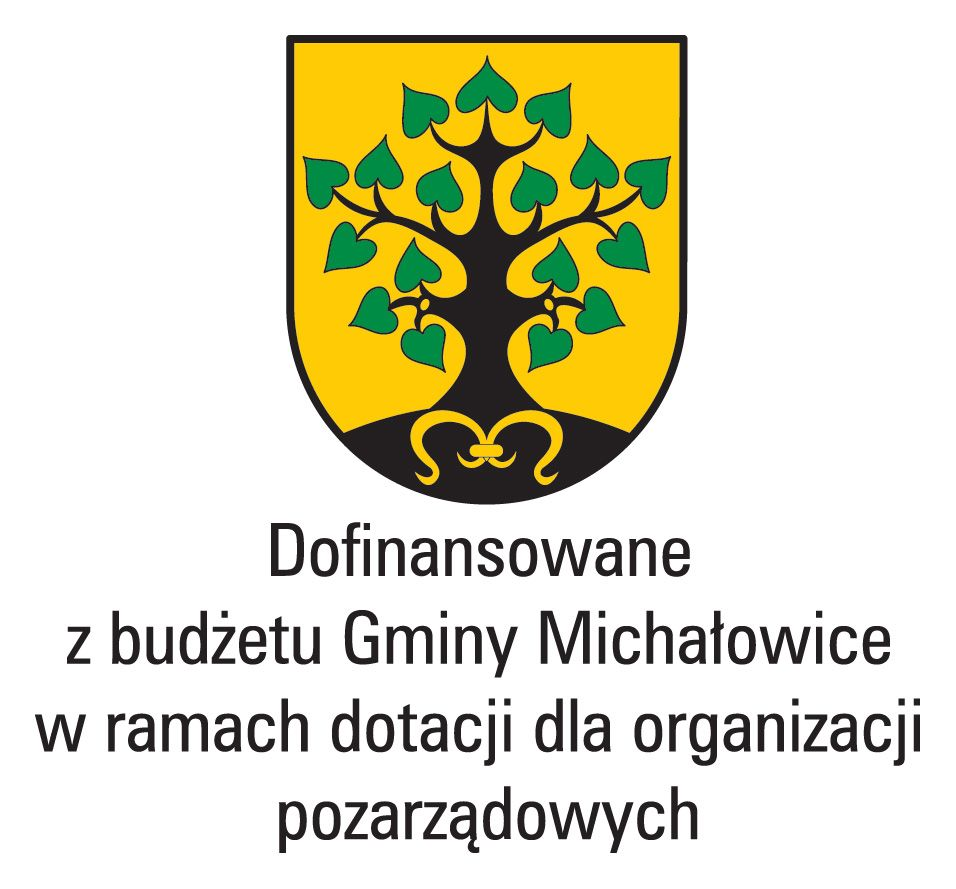 Dofinansowane
z budżetu Gminy Michałowice
w ramach dotacji dla organizacji
pozarządowych